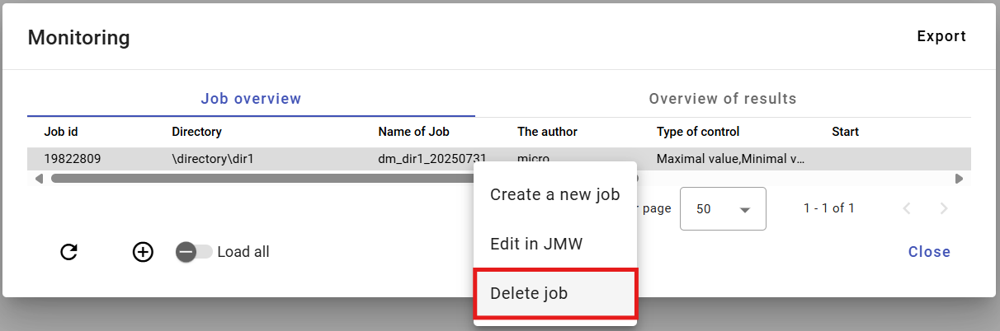 Monitoring
Export
Job overview
Overview of results
Job id Directory Name of Job The author Type of control Start
19822809 \directory\dir1 dm_dir1_20250731 micro Maximal value,Minimal v...
Create a new job
page 50 1 - 1 of 1
Edit in JMW
Load all
Close
Delete job